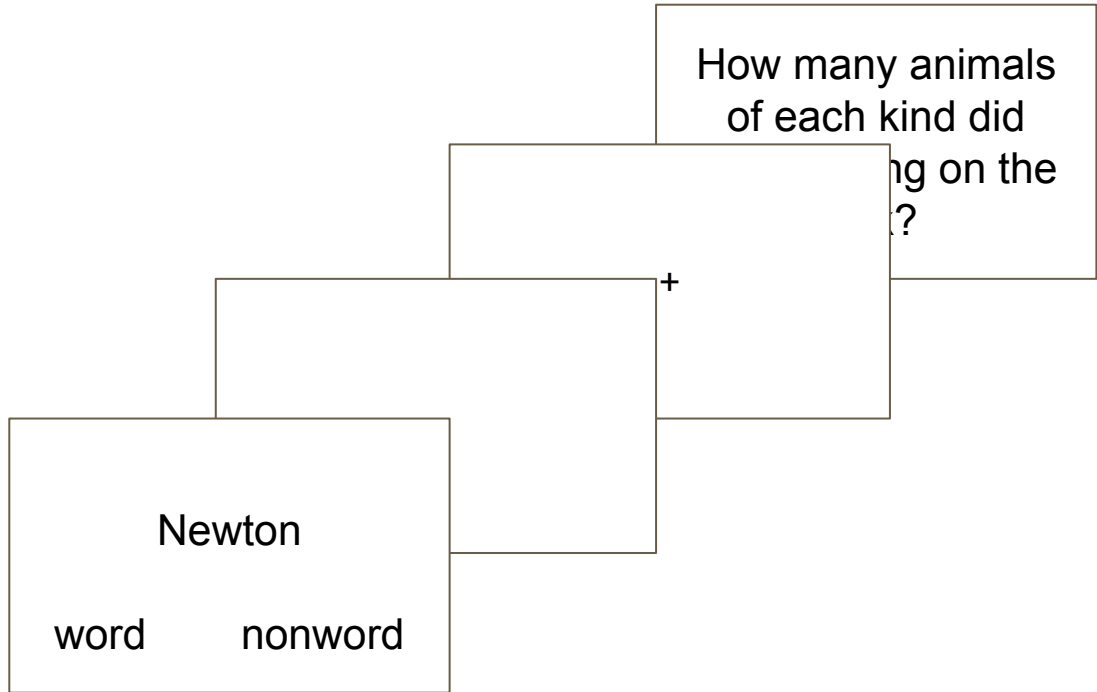 How many animals
of each kind did
on the
?
+
Newton
word nonword